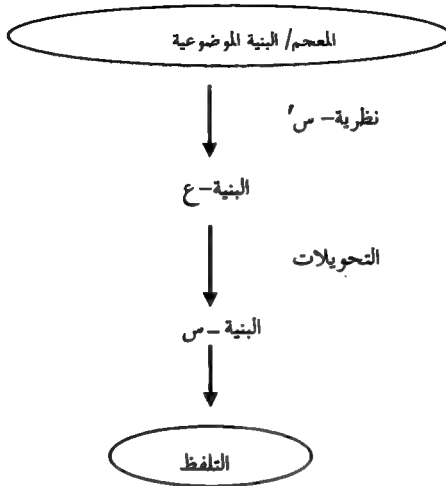 المعجم/ البنية الموضوعية
نظرية- س'
البنية-ع
التحويلات
البنية –س
التلفظ